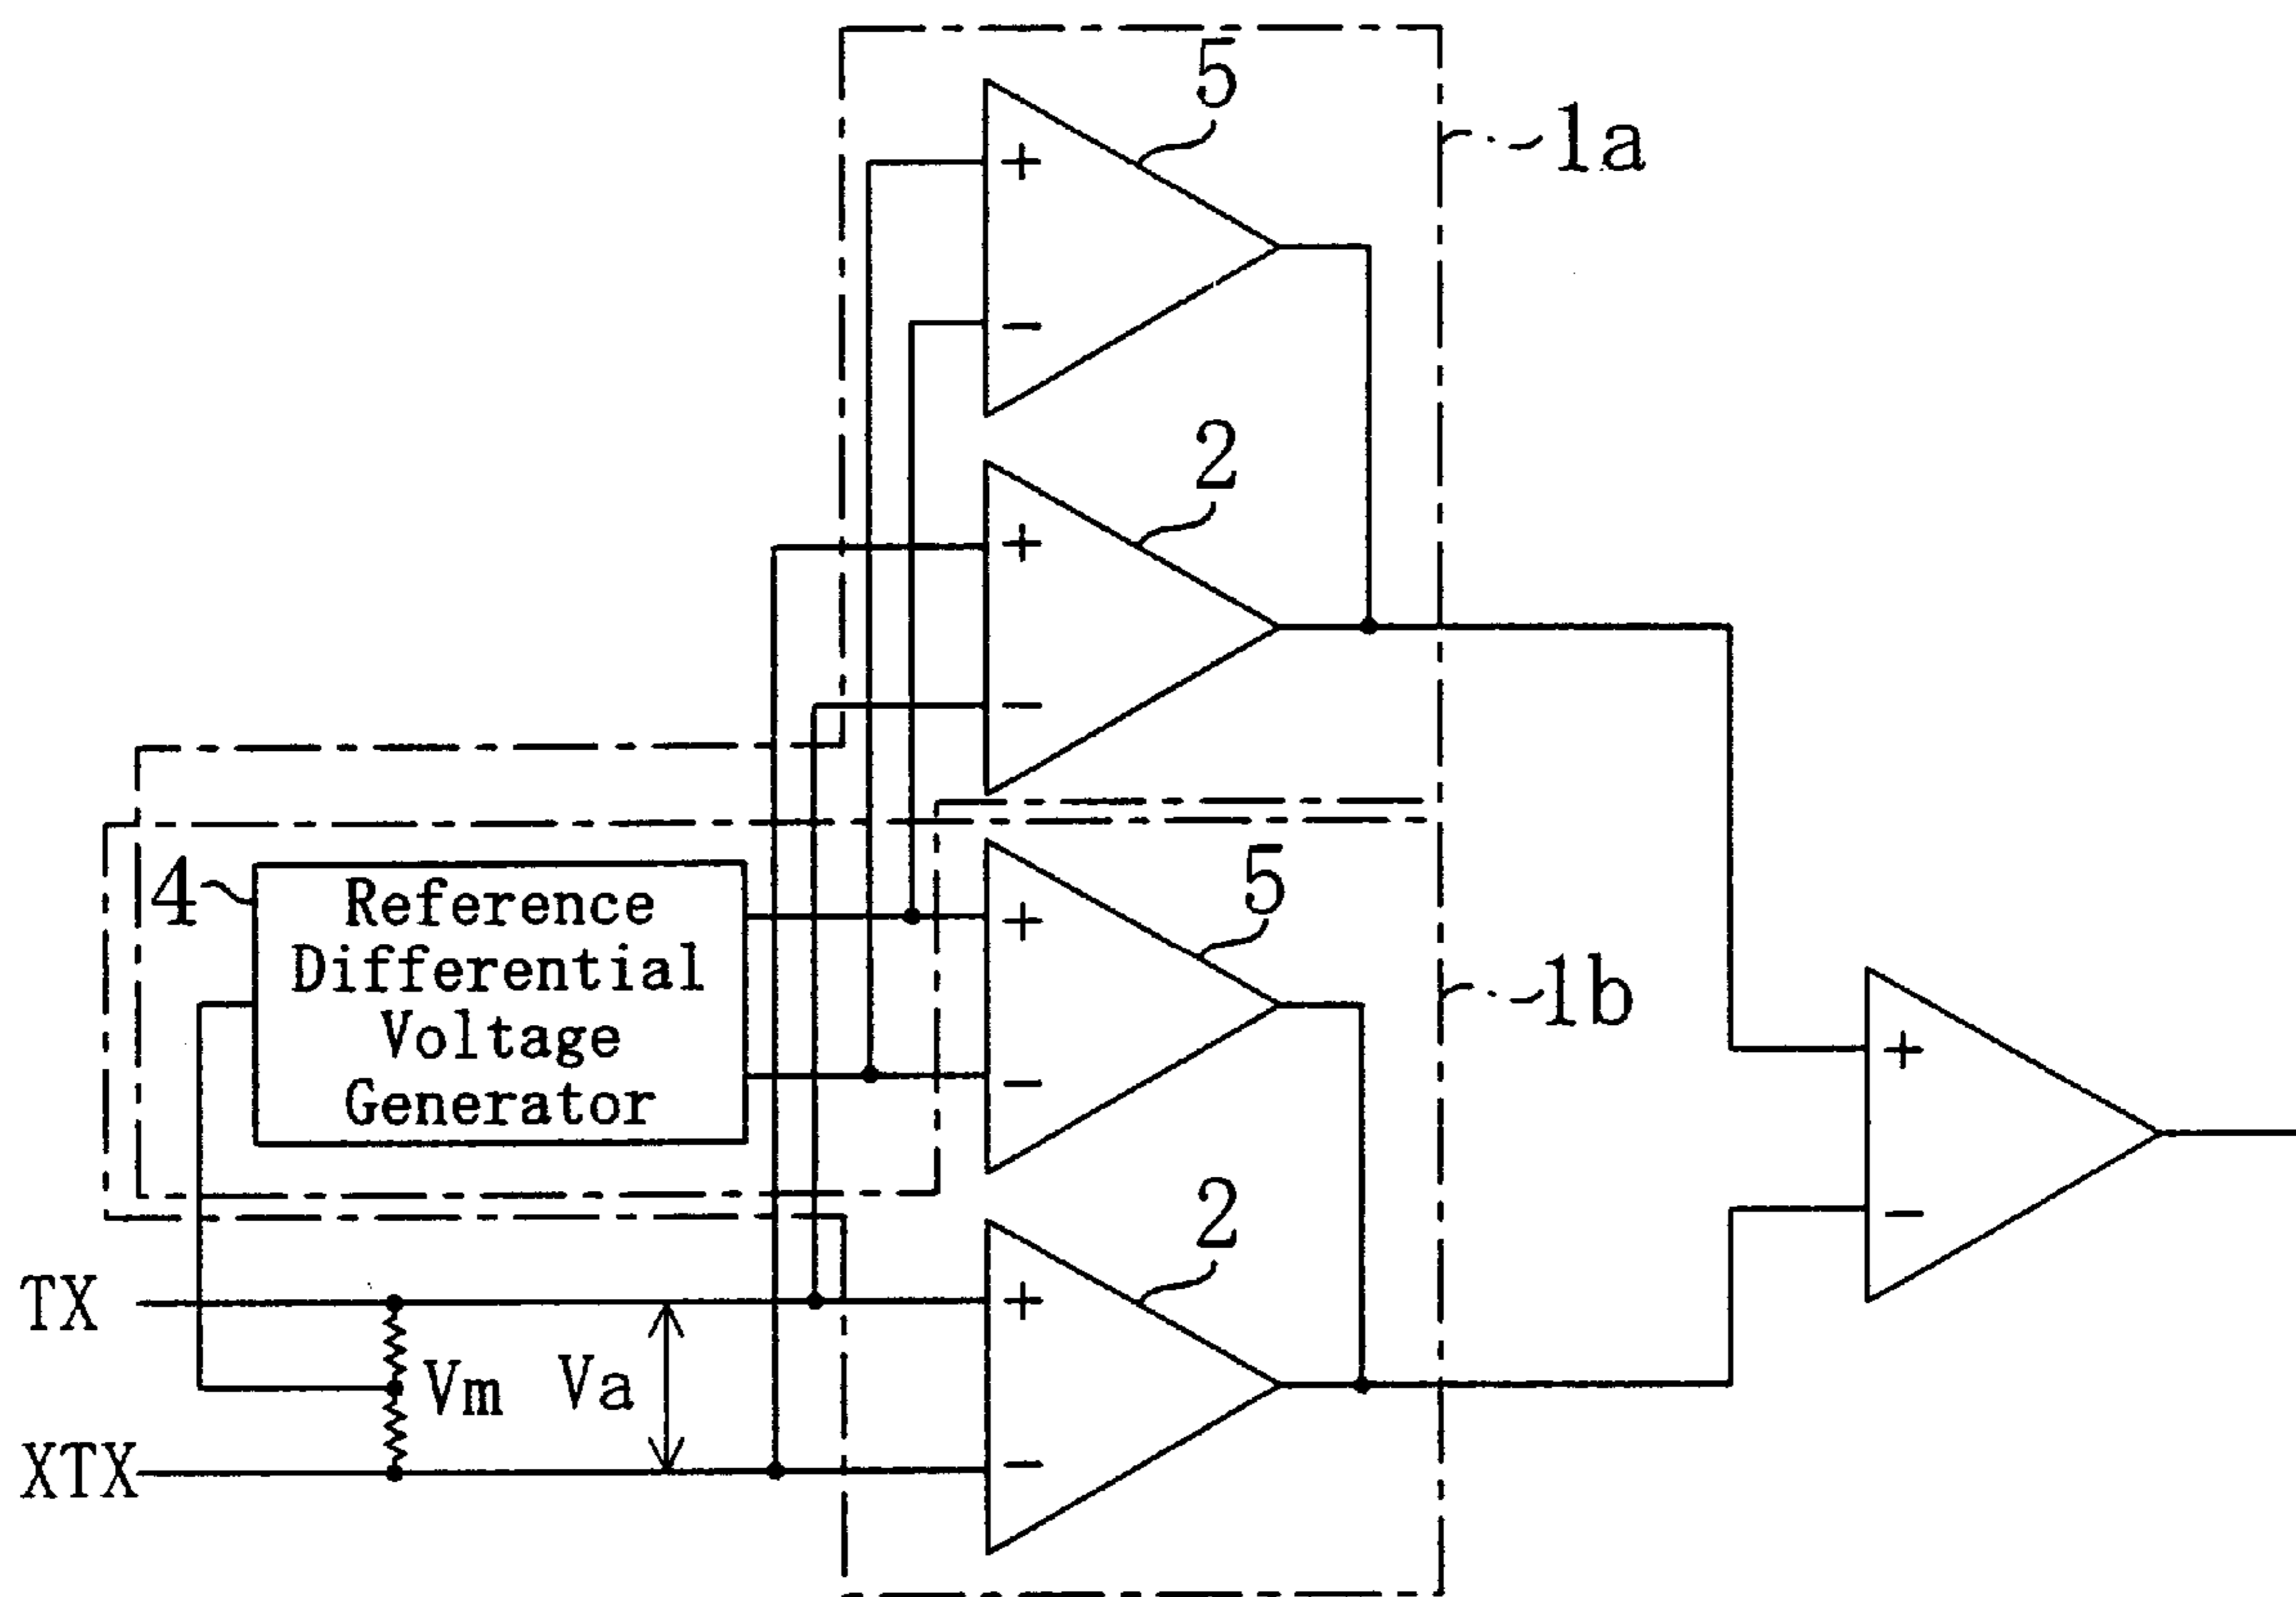 5
1a
+
−
2
+
−
4
Reference
Differential
Voltage
Generator
5
+
−
1b
+
−
2
TX
+
Vm
Va
XTX
−